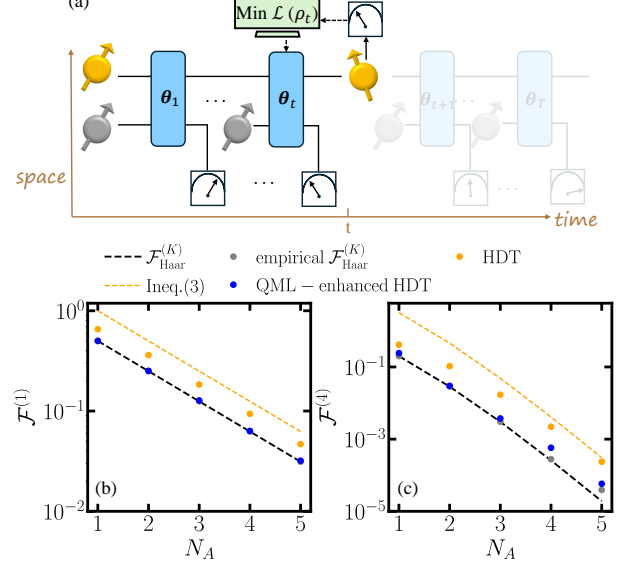 (a)
Min ℒ (ρ_t)
θ_1 ... θ_t θ_{t+1} ... θ_T
space ... ...
t time
F_Haar^(K) empirical F_Haar^(K) HDT
Ineq.(3) QML − enhanced HDT
F^(1)
10^0
10^{-1}
10^{-2}
(b)
1 2 3 4 5
N_A
F^(4)
10^{-1}
10^{-3}
10^{-5}
(c)
1 2 3 4 5
N_A